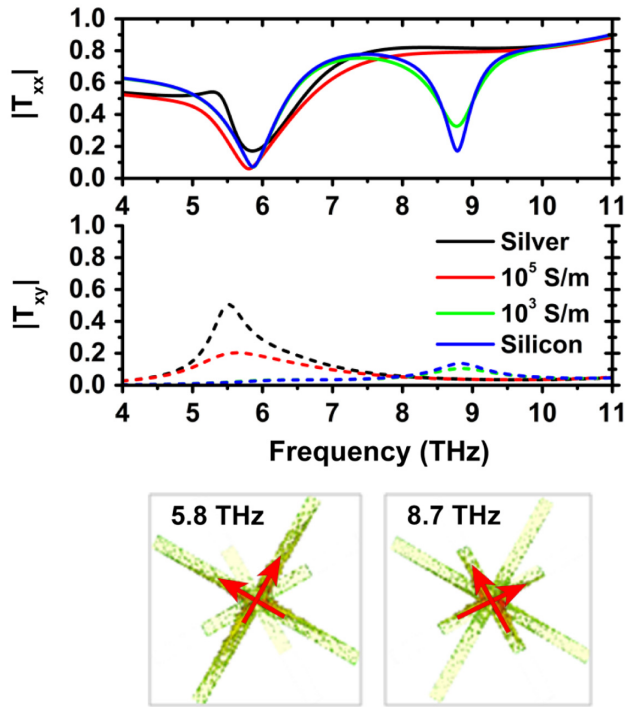 |T_xx|
1.0
0.8
0.6
0.4
0.2
0.0
4 5 6 7 8 9 10 11
|T_xy|
1.0
0.8
0.6
0.4
0.2
0.0
Silver
10⁵ S/m
10³ S/m
Silicon
4 5 6 7 8 9 10 11
Frequency (THz)
5.8 THz
8.7 THz